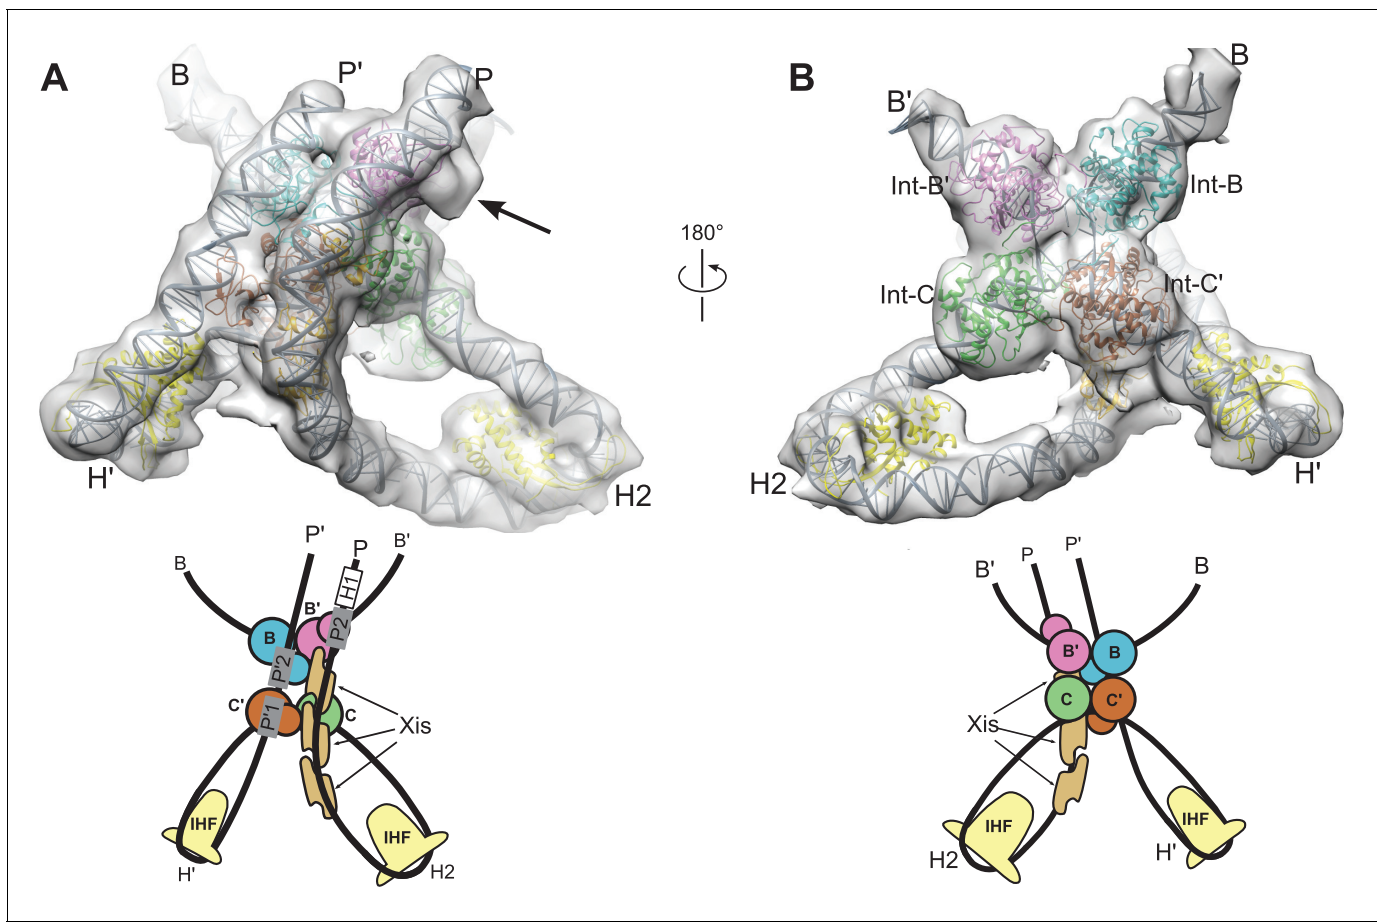 A
B
P'
P
H'
H2
180°
B
B'
B
Int-B'
Int-B
Int-C
Int-C'
H2
H'
B
P'
P
B'
H1
B'
P2
B
P'2
C'
P'1
C
Xis
IHF
IHF
H'
H2
B'
P
P'
B
B'
B
C
C'
Xis
IHF
IHF
H2
H'